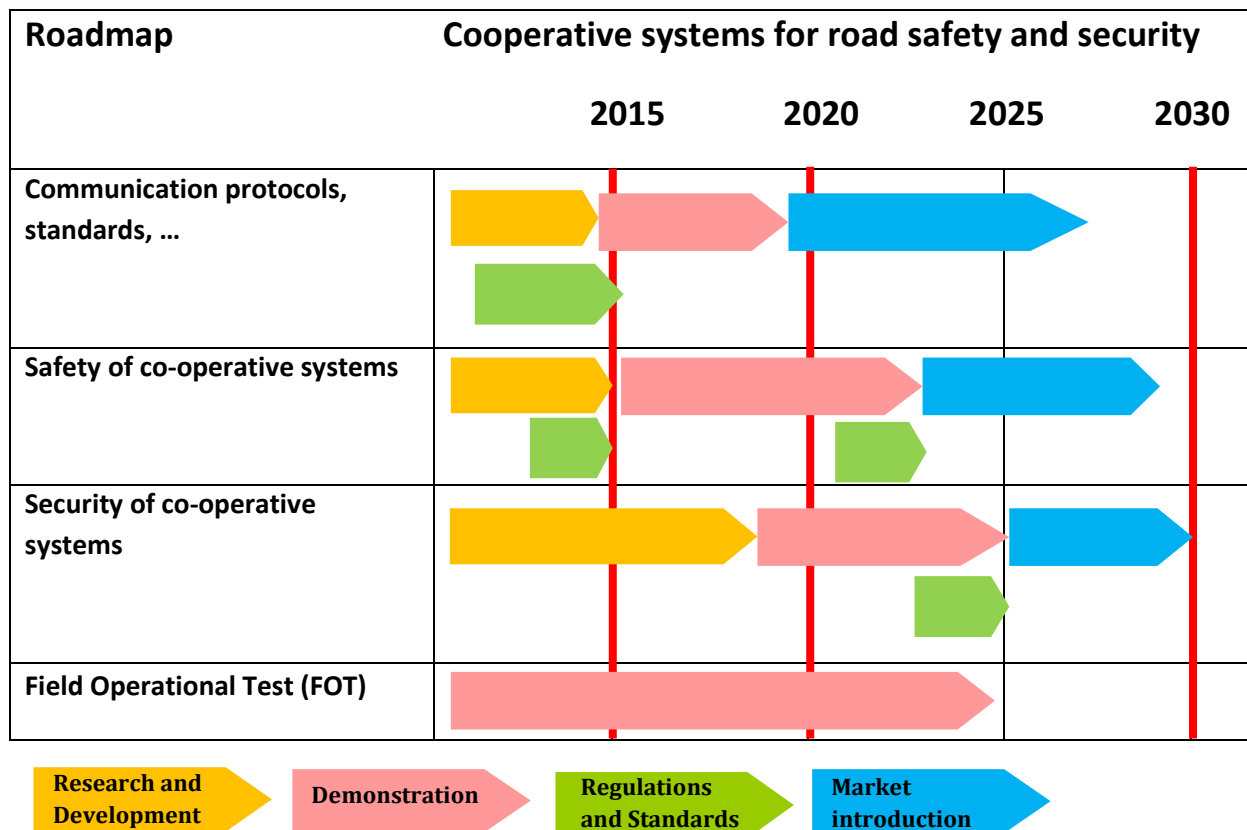 Roadmap
Cooperative systems for road safety and security
2015 2020 2025 2030
Communication protocols,
standards, ...
Safety of co-operative systems
Security of co-operative
systems
Field Operational Test (FOT)
Research and
Development
Demonstration
Regulations
and Standards
Market
introduction